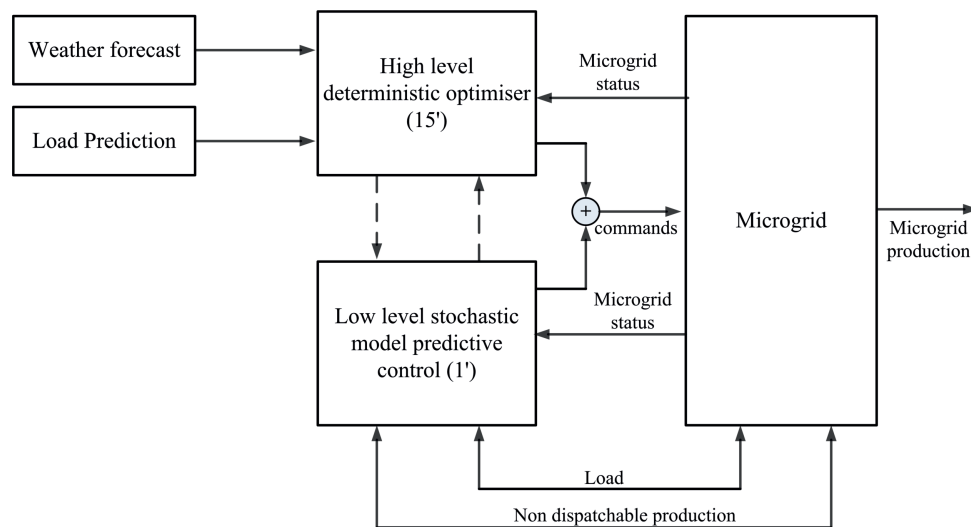 Weather forecast
Load Prediction
High level
deterministic optimiser
(15')
Microgrid
status
+
commands
Microgrid
Microgrid
production
Low level stochastic
model predictive
control (1')
Microgrid
status
Load
Non dispatchable production